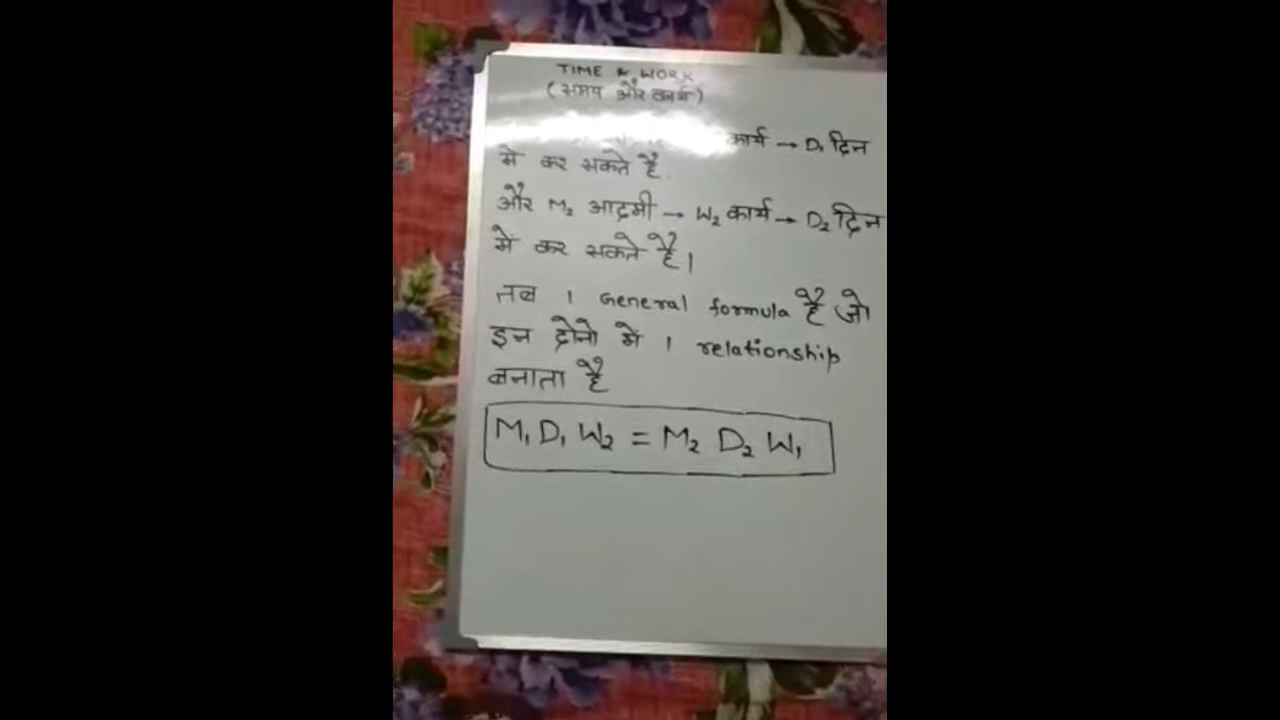 TIME & WORK
(समय और कार्य)
कार्य → D₁ दिन
मे कर सकते है.
और M₂ आदमी → W₂ कार्य → D₂ दिन
में कर सकते है।
तब 1 General formula है जो
इन दोनो मे 1 relationship
बनाता है
M₁ D₁ W₂ = M₂ D₂ W₁